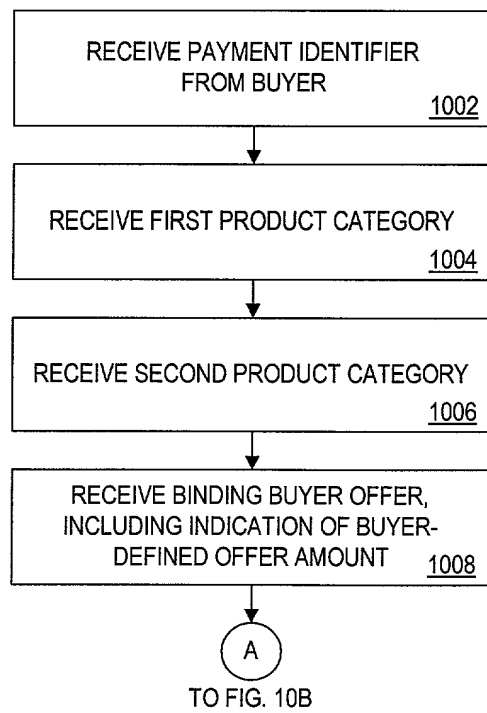 RECEIVE PAYMENT IDENTIFIER
FROM BUYER
1002
RECEIVE FIRST PRODUCT CATEGORY
1004
RECEIVE SECOND PRODUCT CATEGORY
1006
RECEIVE BINDING BUYER OFFER,
INCLUDING INDICATION OF BUYER-
DEFINED OFFER AMOUNT
1008
A
TO FIG. 10B